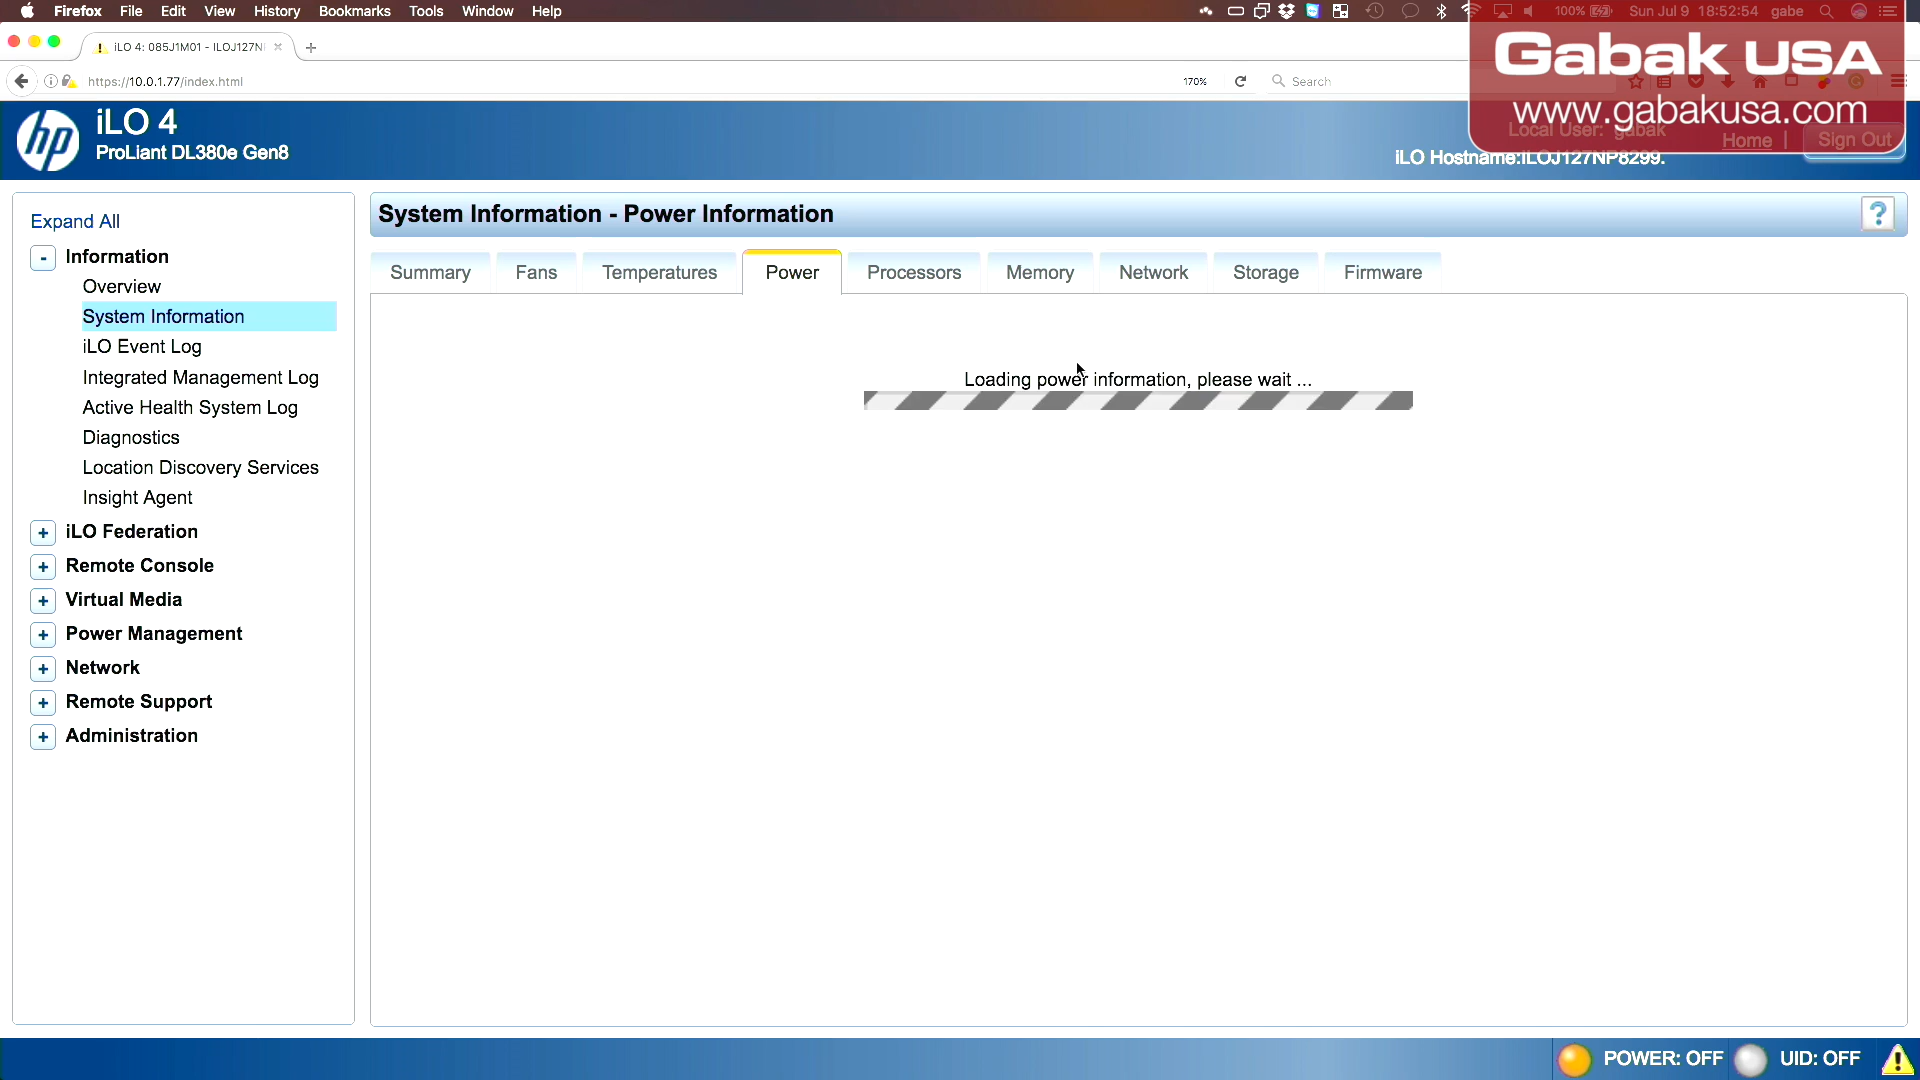 Firefox File Edit View History Bookmarks Tools Window Help
100% Sun Jul 9 18:52:54 gabe
iLO 4: 085J1M01 - ILOJ127N
https://10.0.1.77/index.html
170%
Search
Gabak USA
www.gabakusa.com
hp
iLO 4
ProLiant DL380e Gen8
Local User: gabak
Home | Sign Out
iLO Hostname:ILOJ127NP8299.
Expand All
- Information
Overview
System Information
iLO Event Log
Integrated Management Log
Active Health System Log
Diagnostics
Location Discovery Services
Insight Agent
+ iLO Federation
+ Remote Console
+ Virtual Media
+ Power Management
+ Network
+ Remote Support
+ Administration
System Information - Power Information
?
Summary Fans Temperatures Power Processors Memory Network Storage Firmware
Loading power information, please wait ...
POWER: OFF UID: OFF